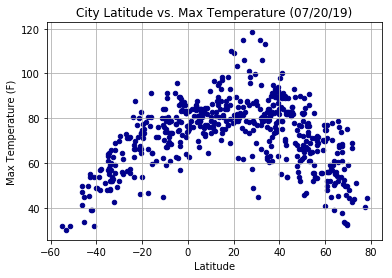 City Latitude vs. Max Temperature (07/20/19)
120
100
80
60
40
Max Temperature (F)
−60 −40 −20 0 20 40 60 80
Latitude